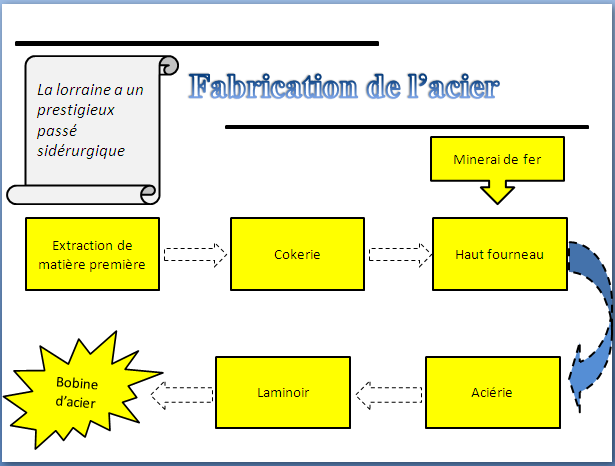 La lorraine a un
prestigieux
passé
sidérurgique
Fabrication de l'acier
Minerai de fer
Extraction de
matière première
Cokerie
Haut fourneau
Bobine
d'acier
Laminoir
Aciérie